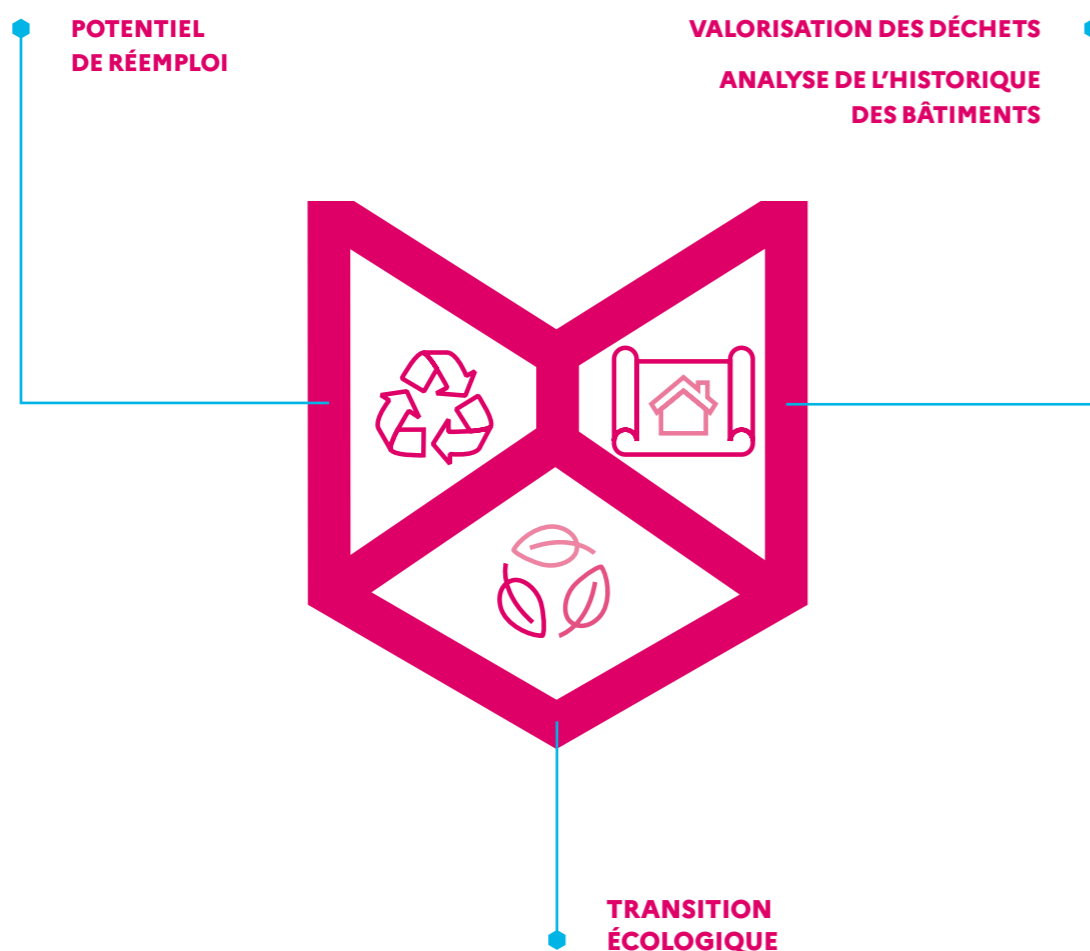 POTENTIEL
DE RÉEMPLOI
VALORISATION DES DÉCHETS
ANALYSE DE L’HISTORIQUE
DES BÂTIMENTS
TRANSITION
ÉCOLOGIQUE